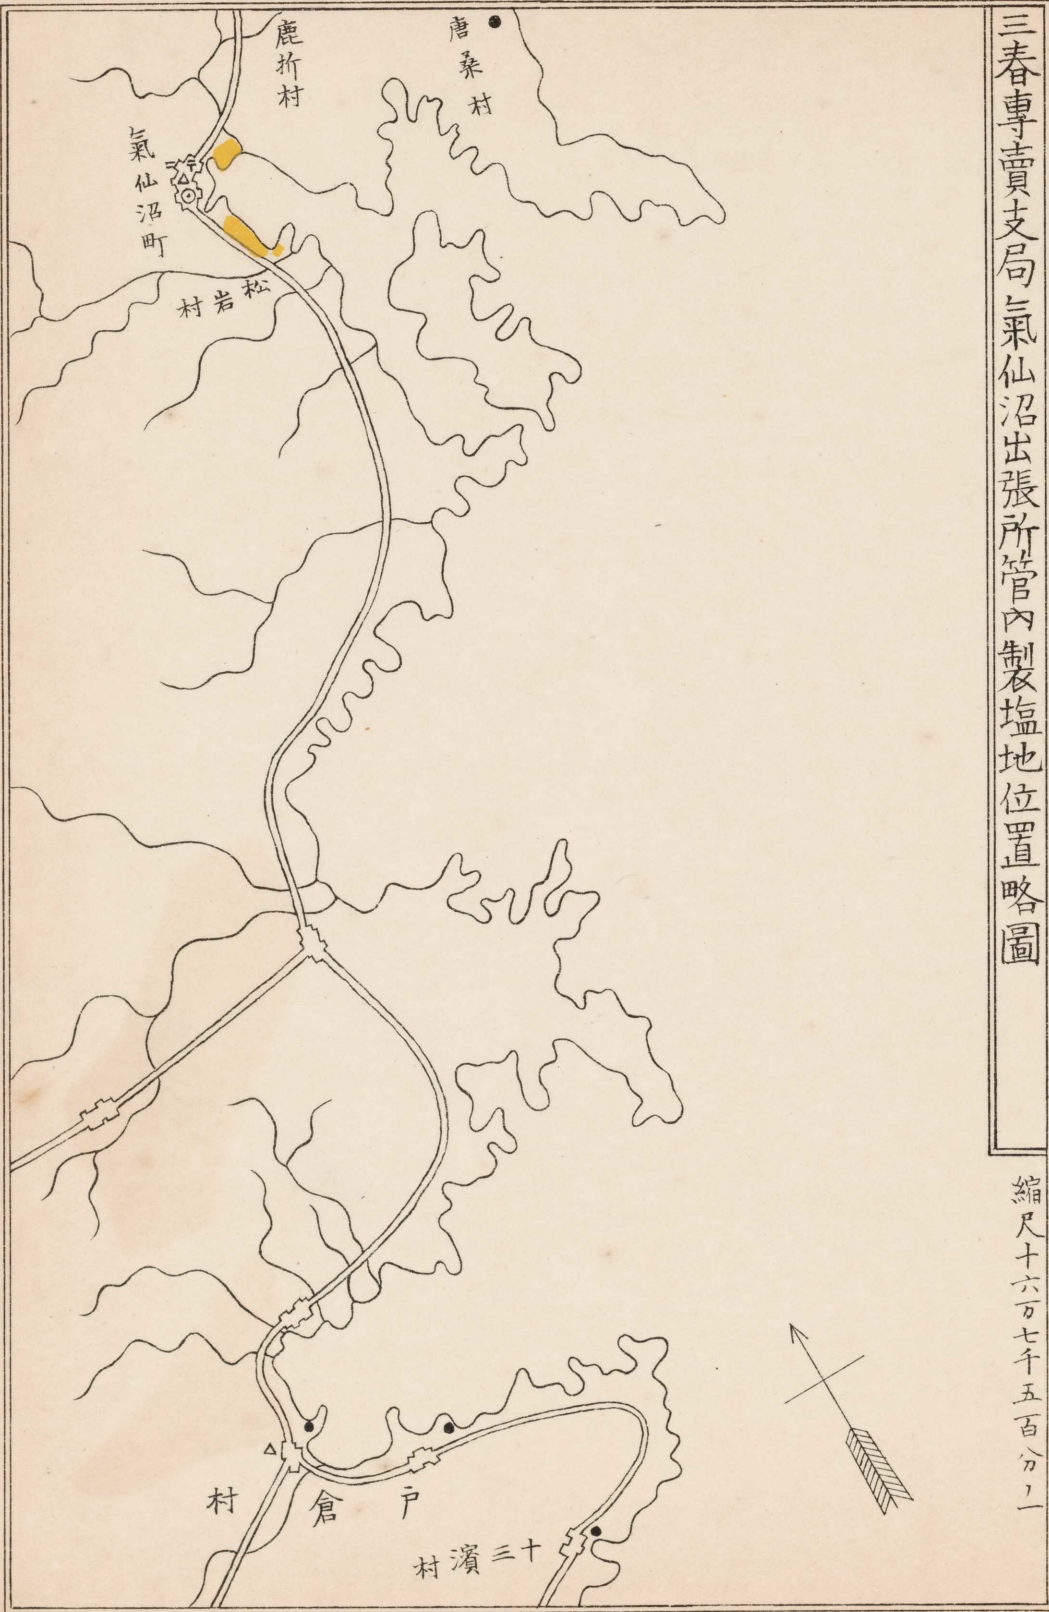 三春專賣支局氣仙沼出張所管內製塩地位置略圖
縮尺十六万七千五百分ノ一
唐桑村
鹿折村
氣仙沼町
松岩村
戸倉村
十三濱村